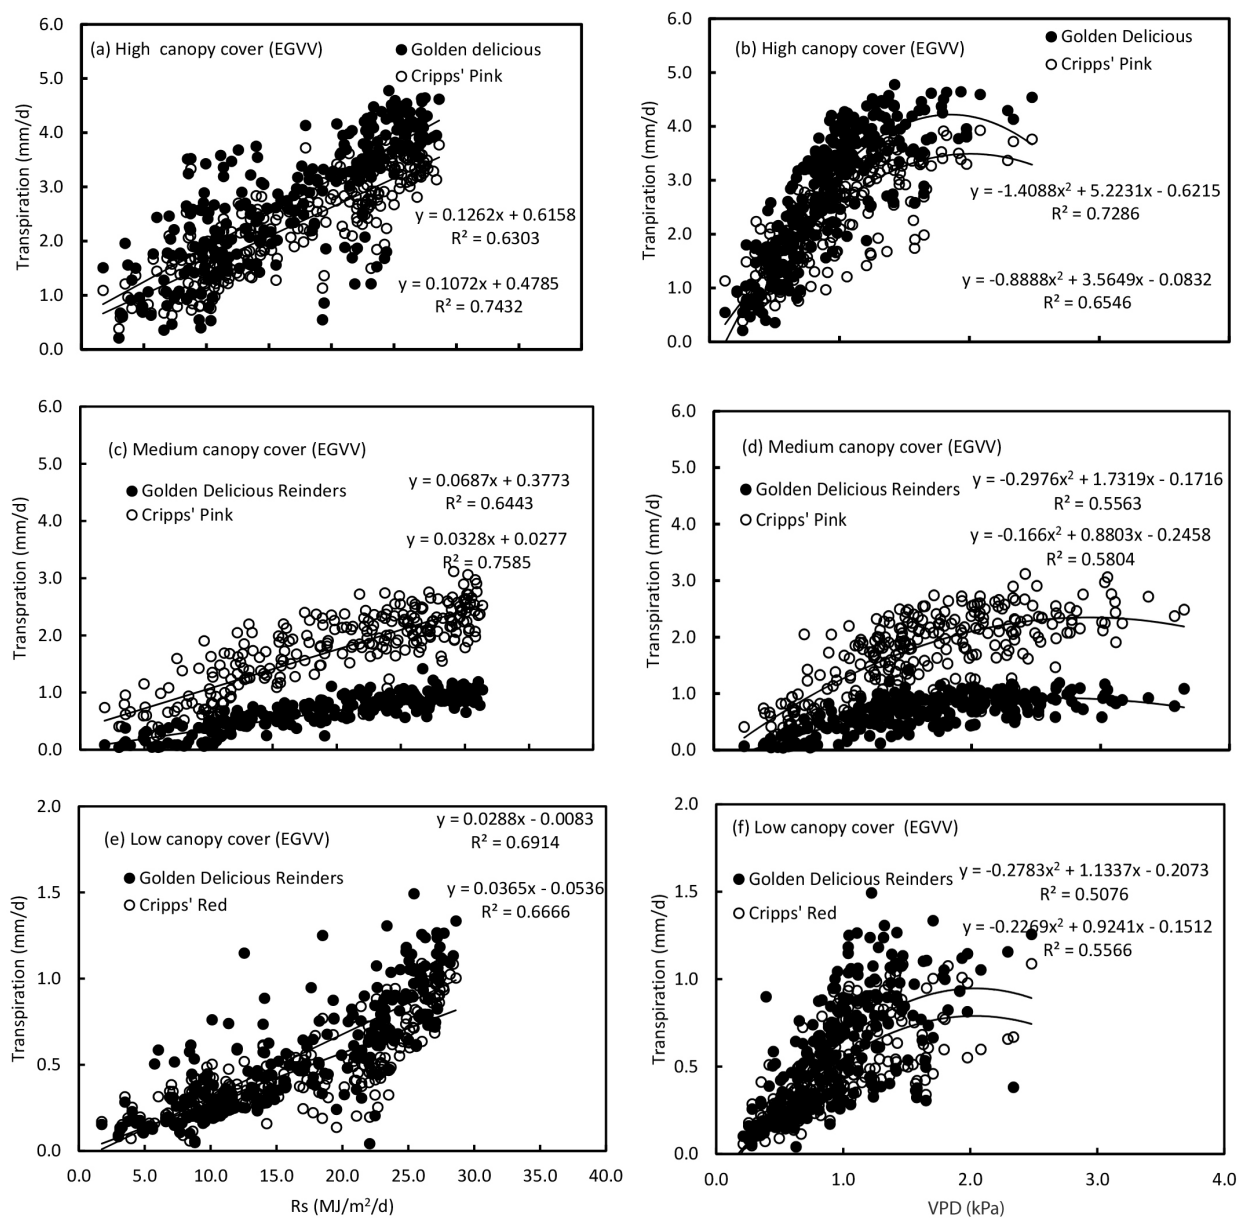 (a) High canopy cover (EGVV)
Golden delicious
Cripps' Pink
y = 0.1262x + 0.6158
R² = 0.6303
y = 0.1072x + 0.4785
R² = 0.7432
Transpiration (mm/d)
6.0
5.0
4.0
3.0
2.0
1.0
0.0
(b) High canopy cover (EGVV)
Golden Delicious
Cripps' Pink
y = -1.4088x² + 5.2231x - 0.6215
R² = 0.7286
y = -0.8888x² + 3.5649x - 0.0832
R² = 0.6546
Tranpiration (mm/d)
6.0
5.0
4.0
3.0
2.0
1.0
0.0
(c) Medium canopy cover (EGVV)
Golden Delicious Reinders
Cripps' Pink
y = 0.0687x + 0.3773
R² = 0.6443
y = 0.0328x + 0.0277
R² = 0.7585
Transpration (mm/d)
6.0
5.0
4.0
3.0
2.0
1.0
0.0
(d) Medium canopy cover (EGVV)
Golden Delicious Reinders
Cripps' Pink
y = -0.2976x² + 1.7319x - 0.1716
R² = 0.5563
y = -0.166x² + 0.8803x - 0.2458
R² = 0.5804
Transpiration (mm/d)
6.0
5.0
4.0
3.0
2.0
1.0
0.0
(e) Low canopy cover (EGVV)
Golden Delicious Reinders
Cripps' Red
y = 0.0288x - 0.0083
R² = 0.6914
y = 0.0365x - 0.0536
R² = 0.6666
Transpiration (mm/d)
2.0
1.5
1.0
0.5
0.0
5.0 10.0 15.0 20.0 25.0 30.0 35.0 40.0
Rs (MJ/m²/d)
(f) Low canopy cover (EGVV)
Golden Delicious Reinders
Cripps' Red
y = -0.2783x² + 1.1337x - 0.2073
R² = 0.5076
y = -0.2269x² + 0.9241x - 0.1512
R² = 0.5566
Transpiration (mm/d)
2.0
1.5
1.0
0.5
0.0
0.0 1.0 2.0 3.0 4.0
VPD (kPa)